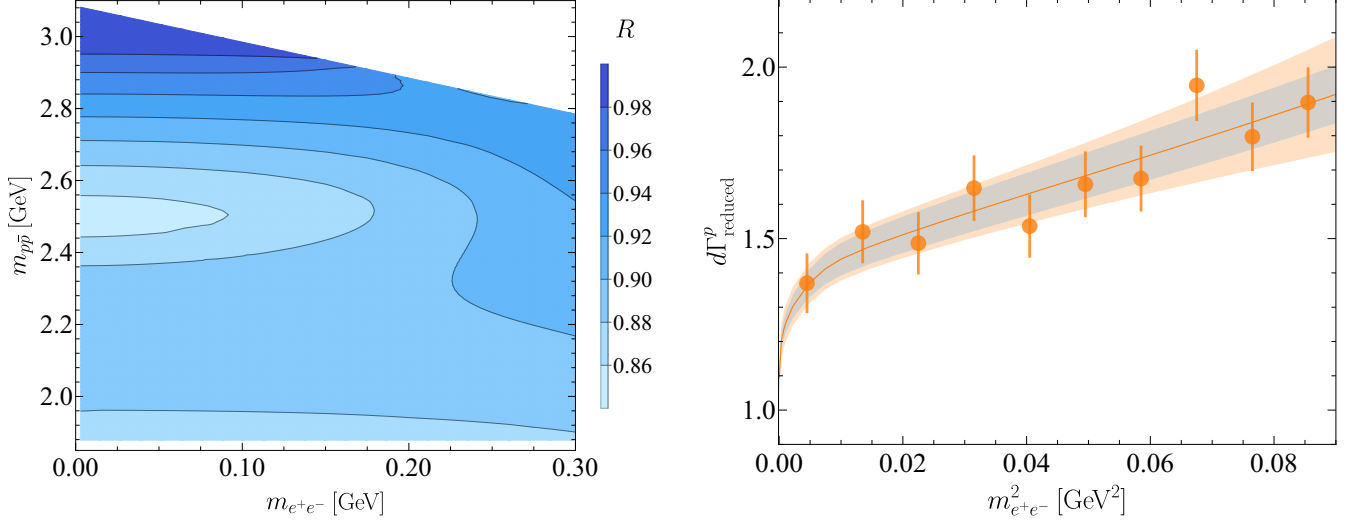 3.0
2.8
2.6
2.4
2.2
2.0
m_{p\bar{p}} [GeV]
0.00 0.10 0.20 0.30
m_{e^+e^-} [GeV]
R
0.98
0.96
0.94
0.92
0.90
0.88
0.86
2.0
1.5
1.0
dΓ^p_{reduced}
0.00 0.02 0.04 0.06 0.08
m^2_{e^+e^-} [GeV^2]